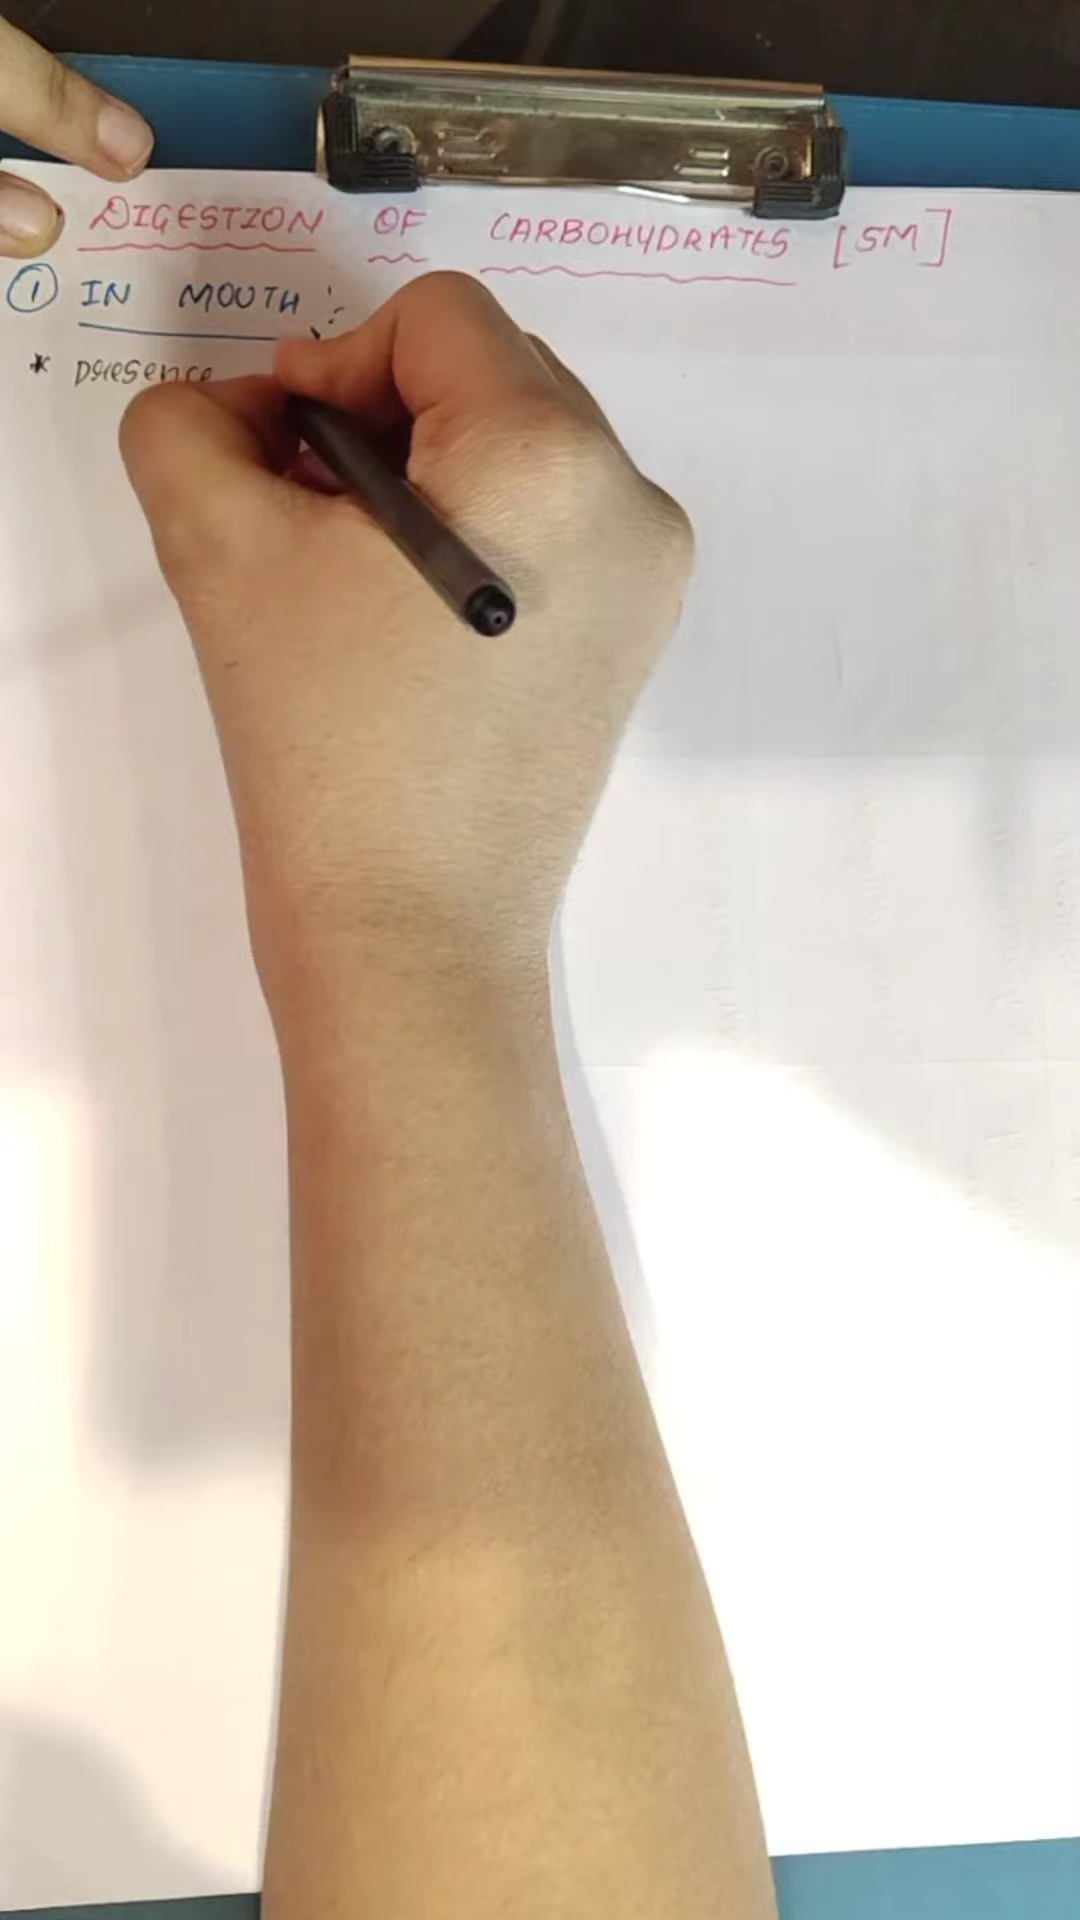 DIGESTION OF CARBOHYDRATES [5M]
① IN MOUTH :-
* presence